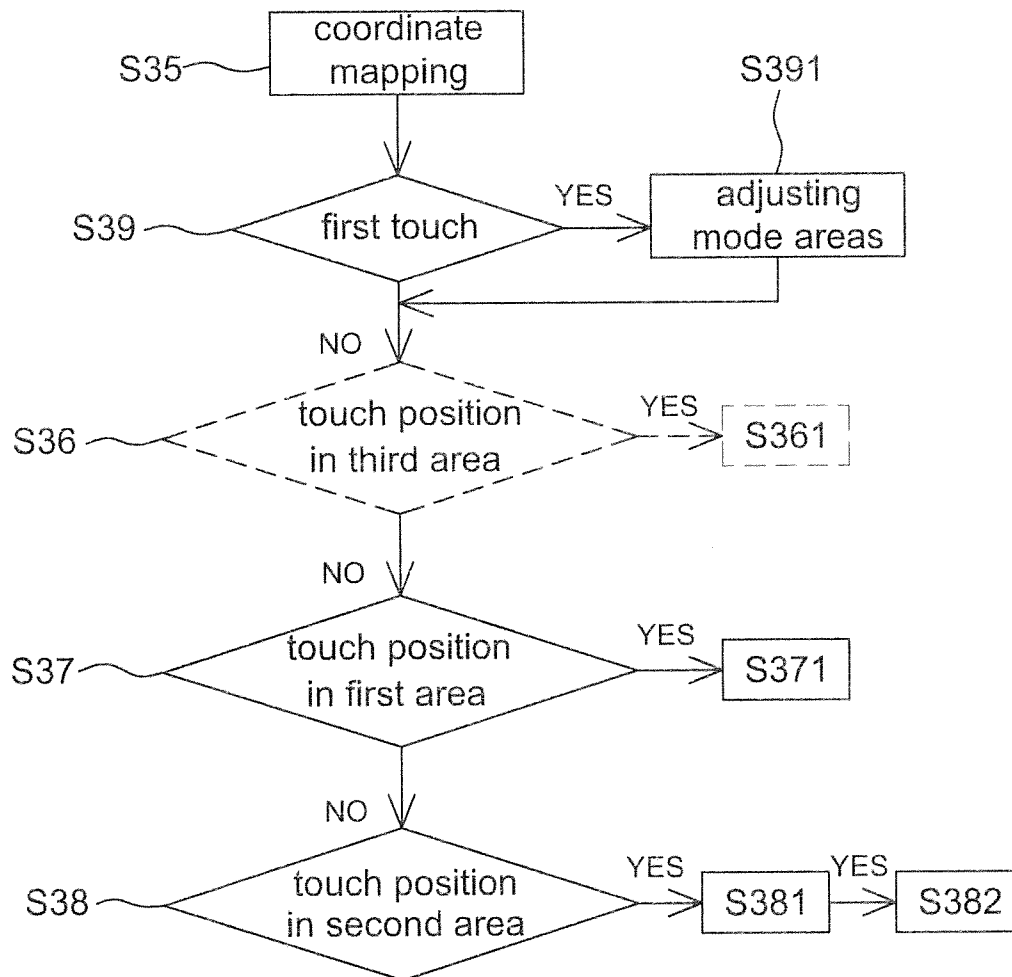 coordinate
mapping
S35
S391
S39
first touch
YES
adjusting
mode areas
NO
S36
touch position
in third area
YES
S361
NO
S37
touch position
in first area
YES
S371
NO
S38
touch position
in second area
YES
S381
YES
S382